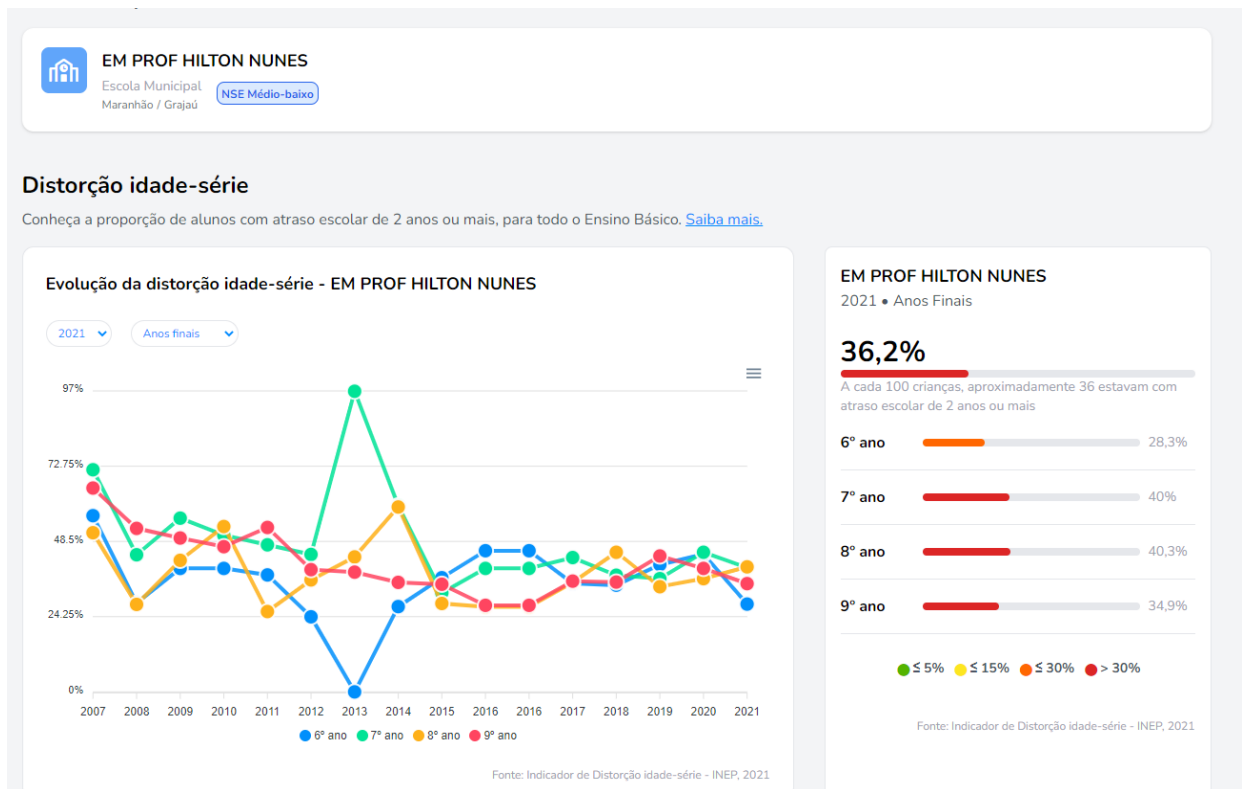 EM PROF HILTON NUNES
Escola Municipal
NSE Médio-baixo
Maranhão / Grajaú
Distorção idade-série
Conheça a proporção de alunos com atraso escolar de 2 anos ou mais, para todo o Ensino Básico. Saiba mais.
Evolução da distorção idade-série - EM PROF HILTON NUNES
2021
Anos finais
97%
72.75%
48.5%
24.25%
0%
2007 2008 2009 2010 2011 2012 2013 2014 2015 2016 2016 2017 2018 2019 2020 2021
6º ano 7º ano 8º ano 9º ano
Fonte: Indicador de Distorção idade-série - INEP, 2021
EM PROF HILTON NUNES
2021 • Anos Finais
36,2%
A cada 100 crianças, aproximadamente 36 estavam com
atraso escolar de 2 anos ou mais
6º ano 28,3%
7º ano 40%
8º ano 40,3%
9º ano 34,9%
≤ 5% ≤ 15% ≤ 30% > 30%
Fonte: Indicador de Distorção idade-série - INEP, 2021